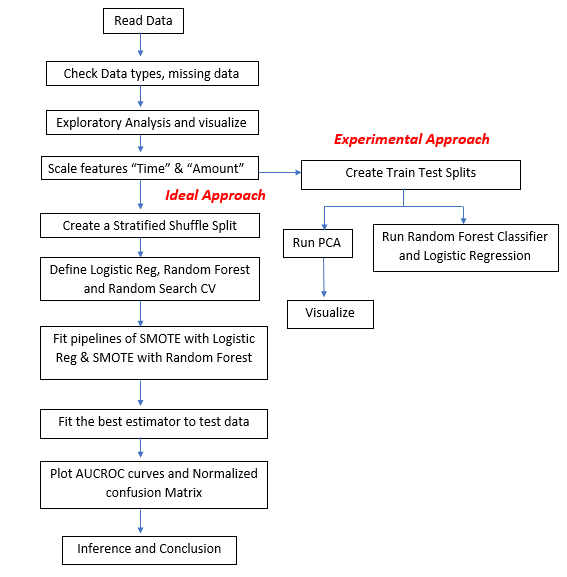 Read Data
Check Data types, missing data
Exploratory Analysis and visualize
Experimental Approach
Scale features “Time” & “Amount”
Create Train Test Splits
Ideal Approach
Create a Stratified Shuffle Split
Run PCA
Run Random Forest Classifier
and Logistic Regression
Define Logistic Reg, Random Forest
and Random Search CV
Visualize
Fit pipelines of SMOTE with Logistic
Reg & SMOTE with Random Forest
Fit the best estimator to test data
Plot AUCROC curves and Normalized
confusion Matrix
Inference and Conclusion